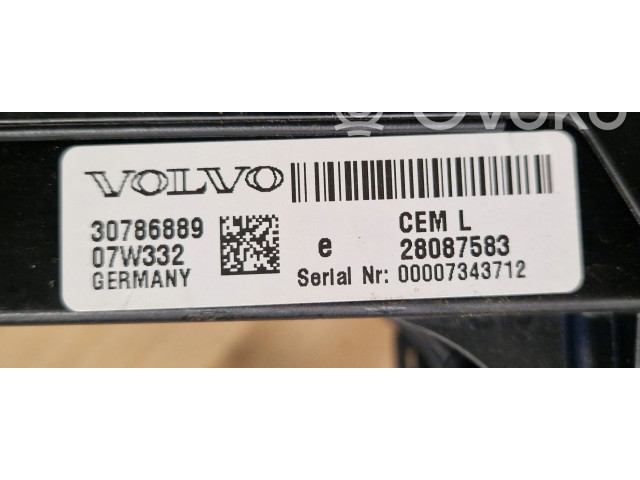 Ovoko
VOLVO
30786889
07W332
GERMANY
CEM L
e 28087583
Serial Nr: 00007343712